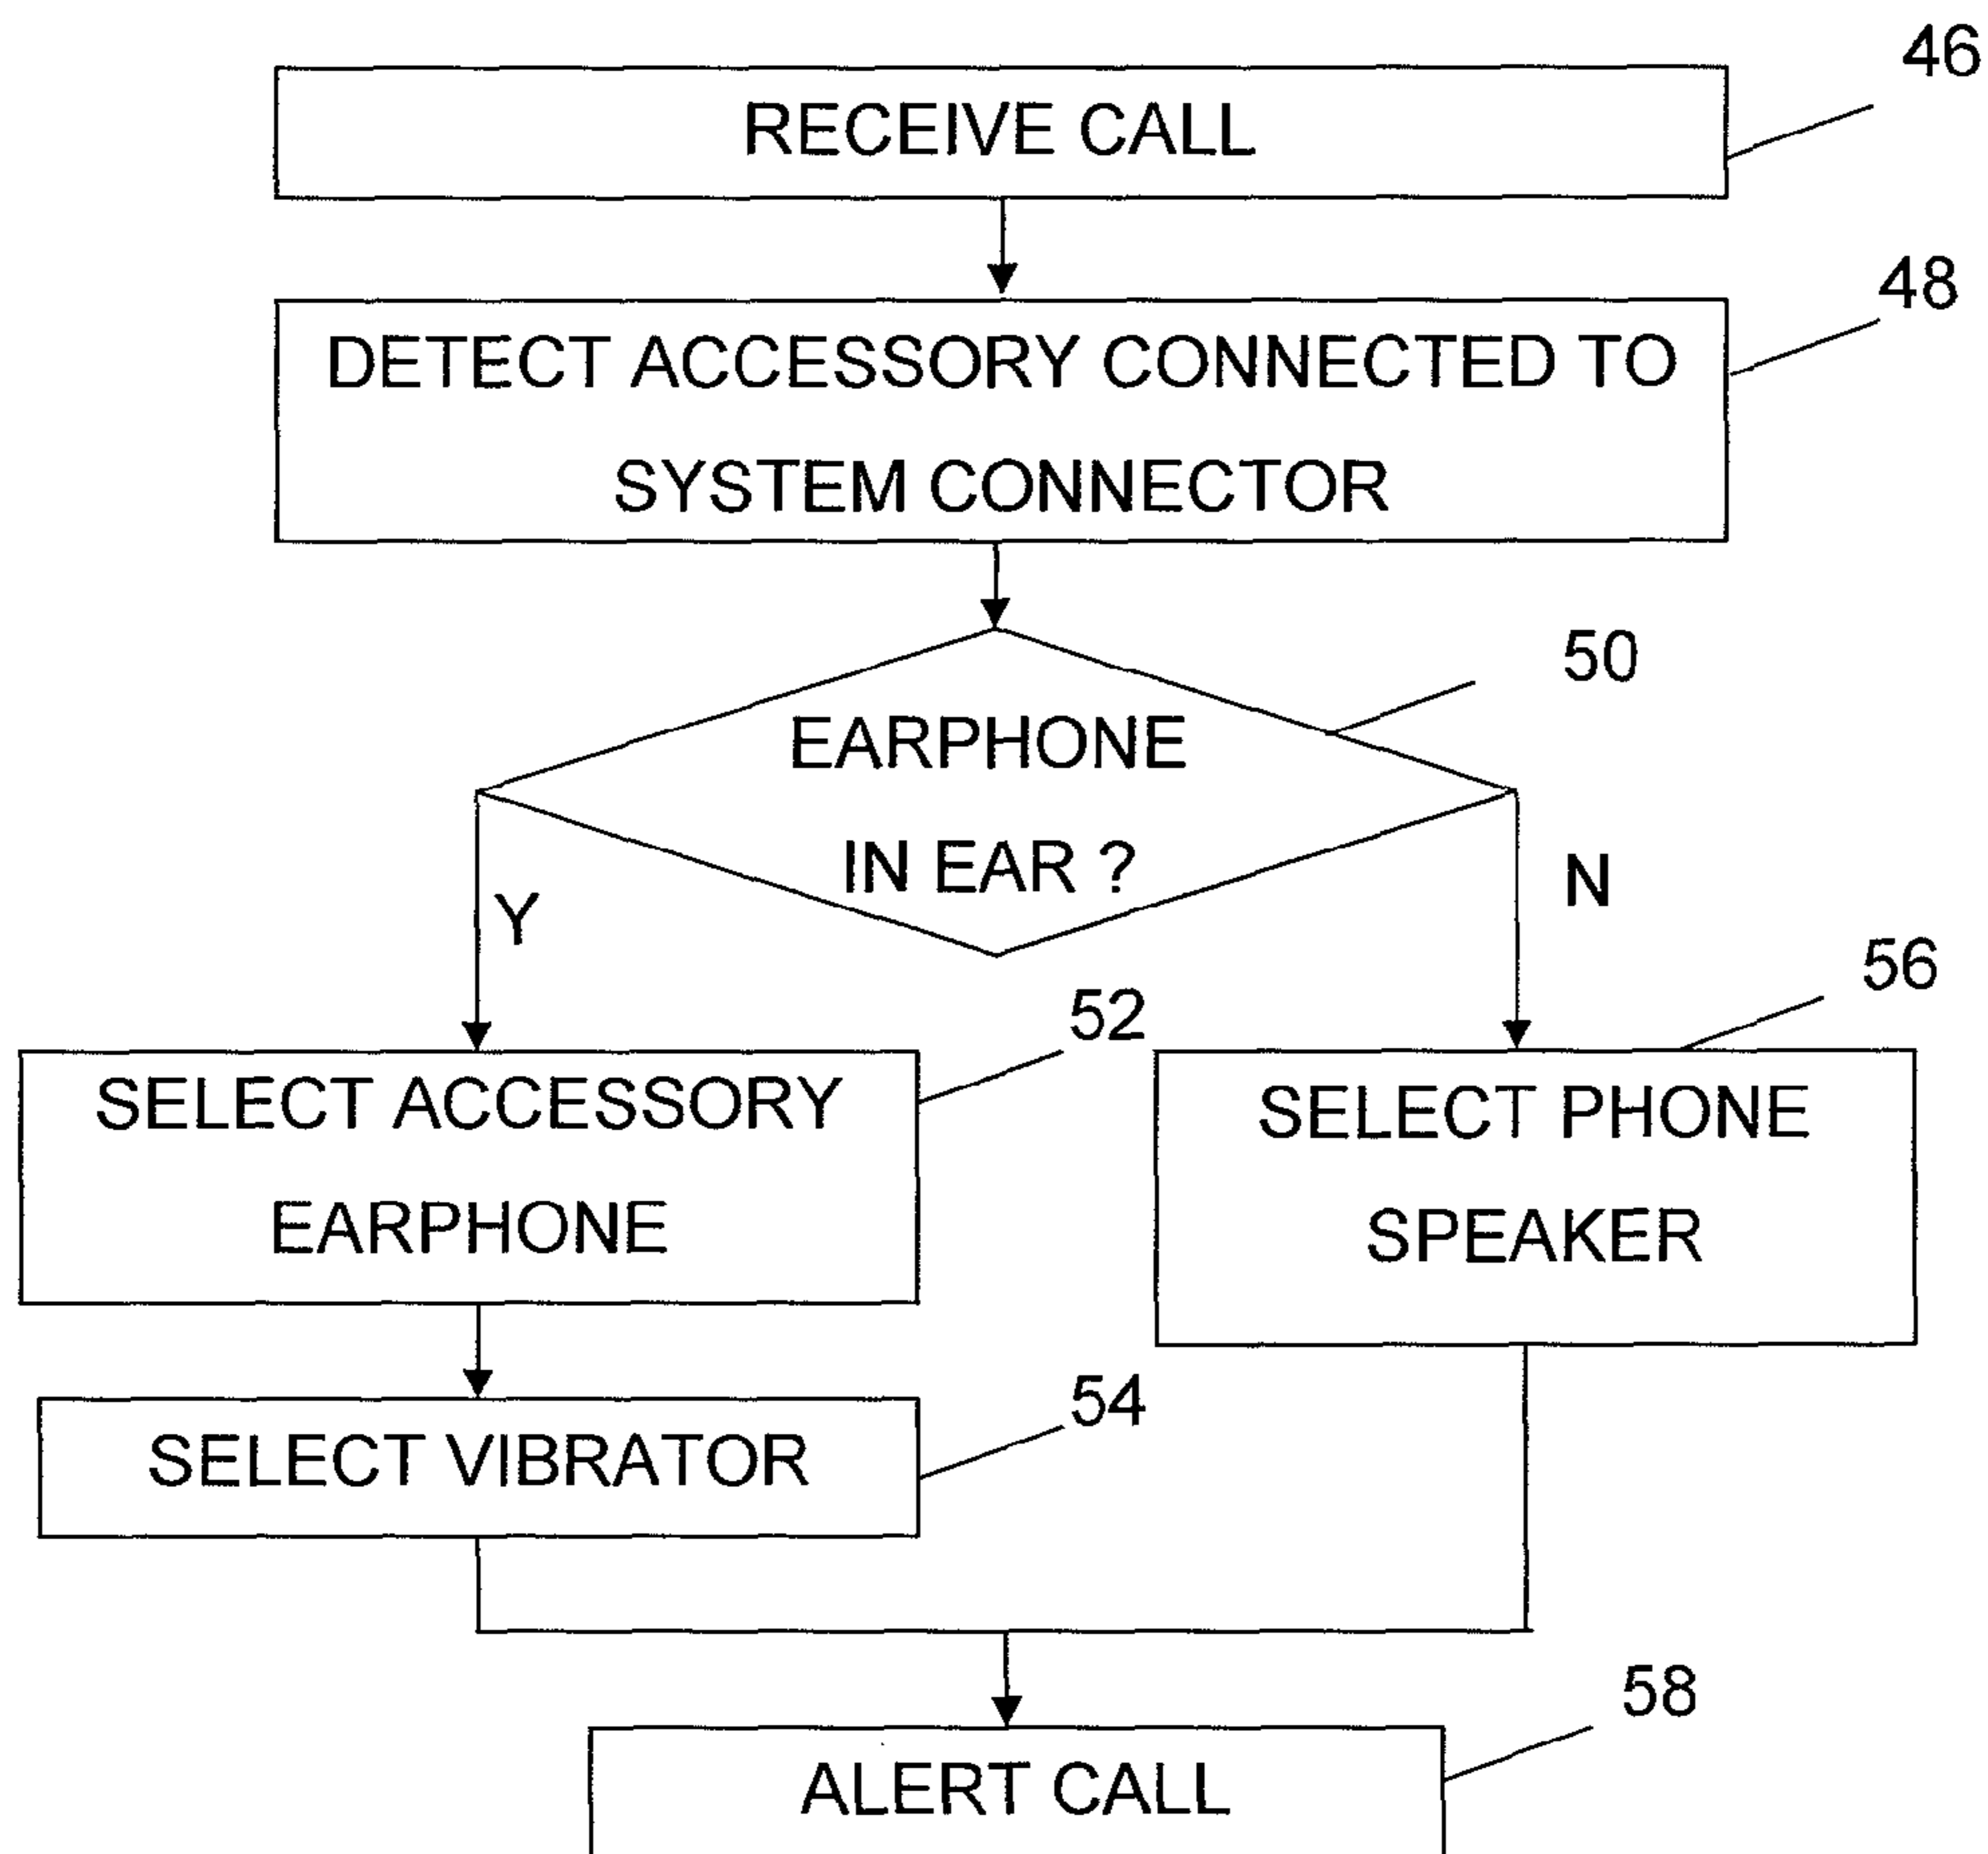 46
RECEIVE CALL
48
DETECT ACCESSORY CONNECTED TO
SYSTEM CONNECTOR
50
EARPHONE
IN EAR ?
Y
N
52
56
SELECT ACCESSORY
EARPHONE
SELECT PHONE
SPEAKER
54
SELECT VIBRATOR
58
ALERT CALL